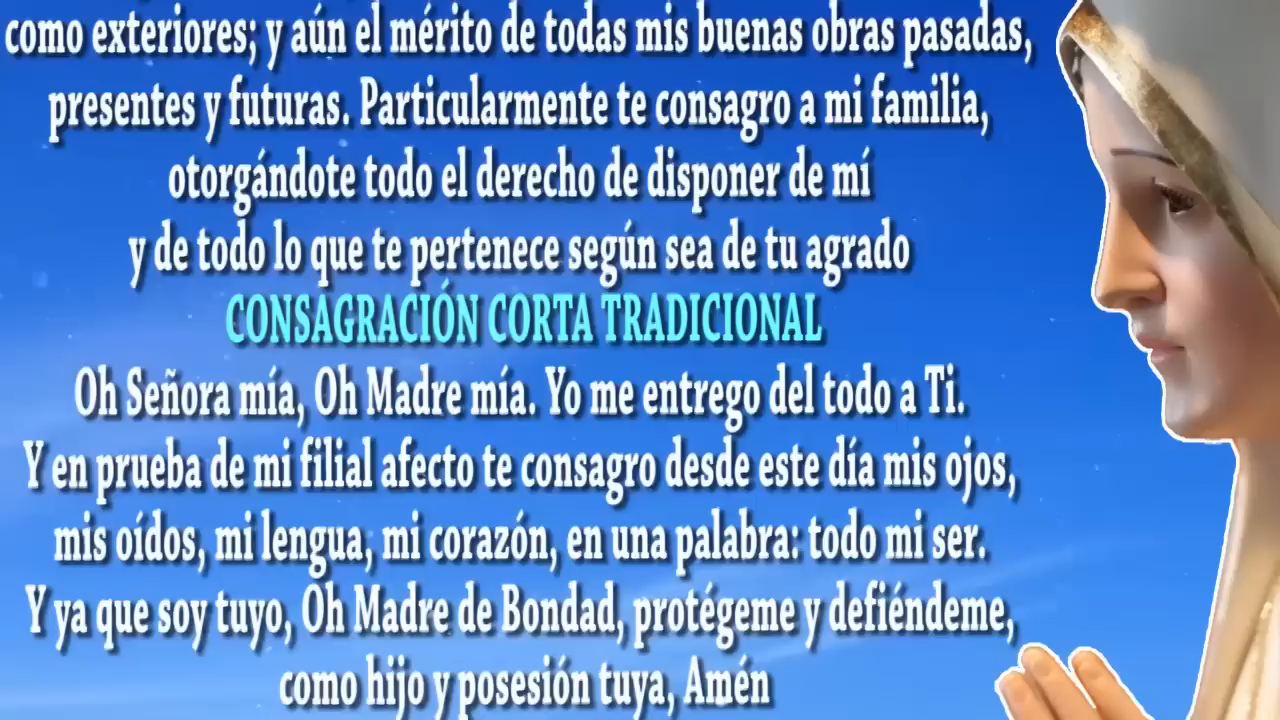 como exteriores; y aún el mérito de todas mis buenas obras pasadas,
presentes y futuras. Particularmente te consagro a mi familia,
otorgándote todo el derecho de disponer de mí
y de todo lo que te pertenece según sea de tu agrado
CONSAGRACIÓN CORTA TRADICIONAL
Oh Señora mía, Oh Madre mía. Yo me entrego del todo a Ti.
Y en prueba de mi filial afecto te consagro desde este día mis ojos,
mis oídos, mi lengua, mi corazón, en una palabra: todo mi ser.
Y ya que soy tuyo, Oh Madre de Bondad, protégeme y defiéndeme,
como hijo y posesión tuya, Amén